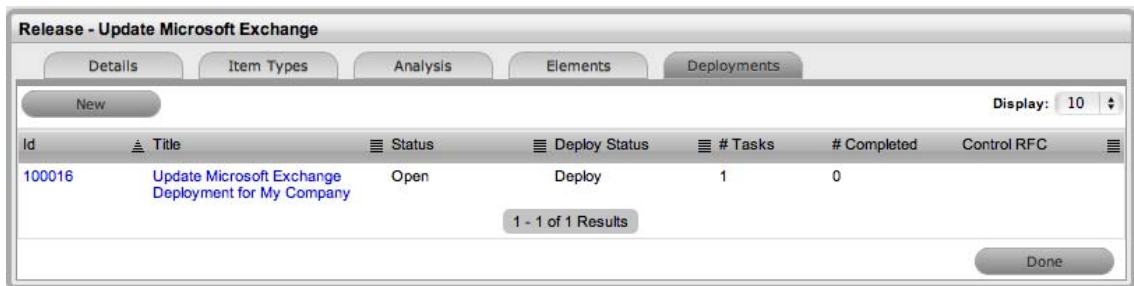 Release - Update Microsoft Exchange
Details Item Types Analysis Elements Deployments
New Display: 10
Id Title Status Deploy Status # Tasks # Completed Control RFC
100016 Update Microsoft Exchange Open Deploy 1 0
Deployment for My Company
1 - 1 of 1 Results
Done